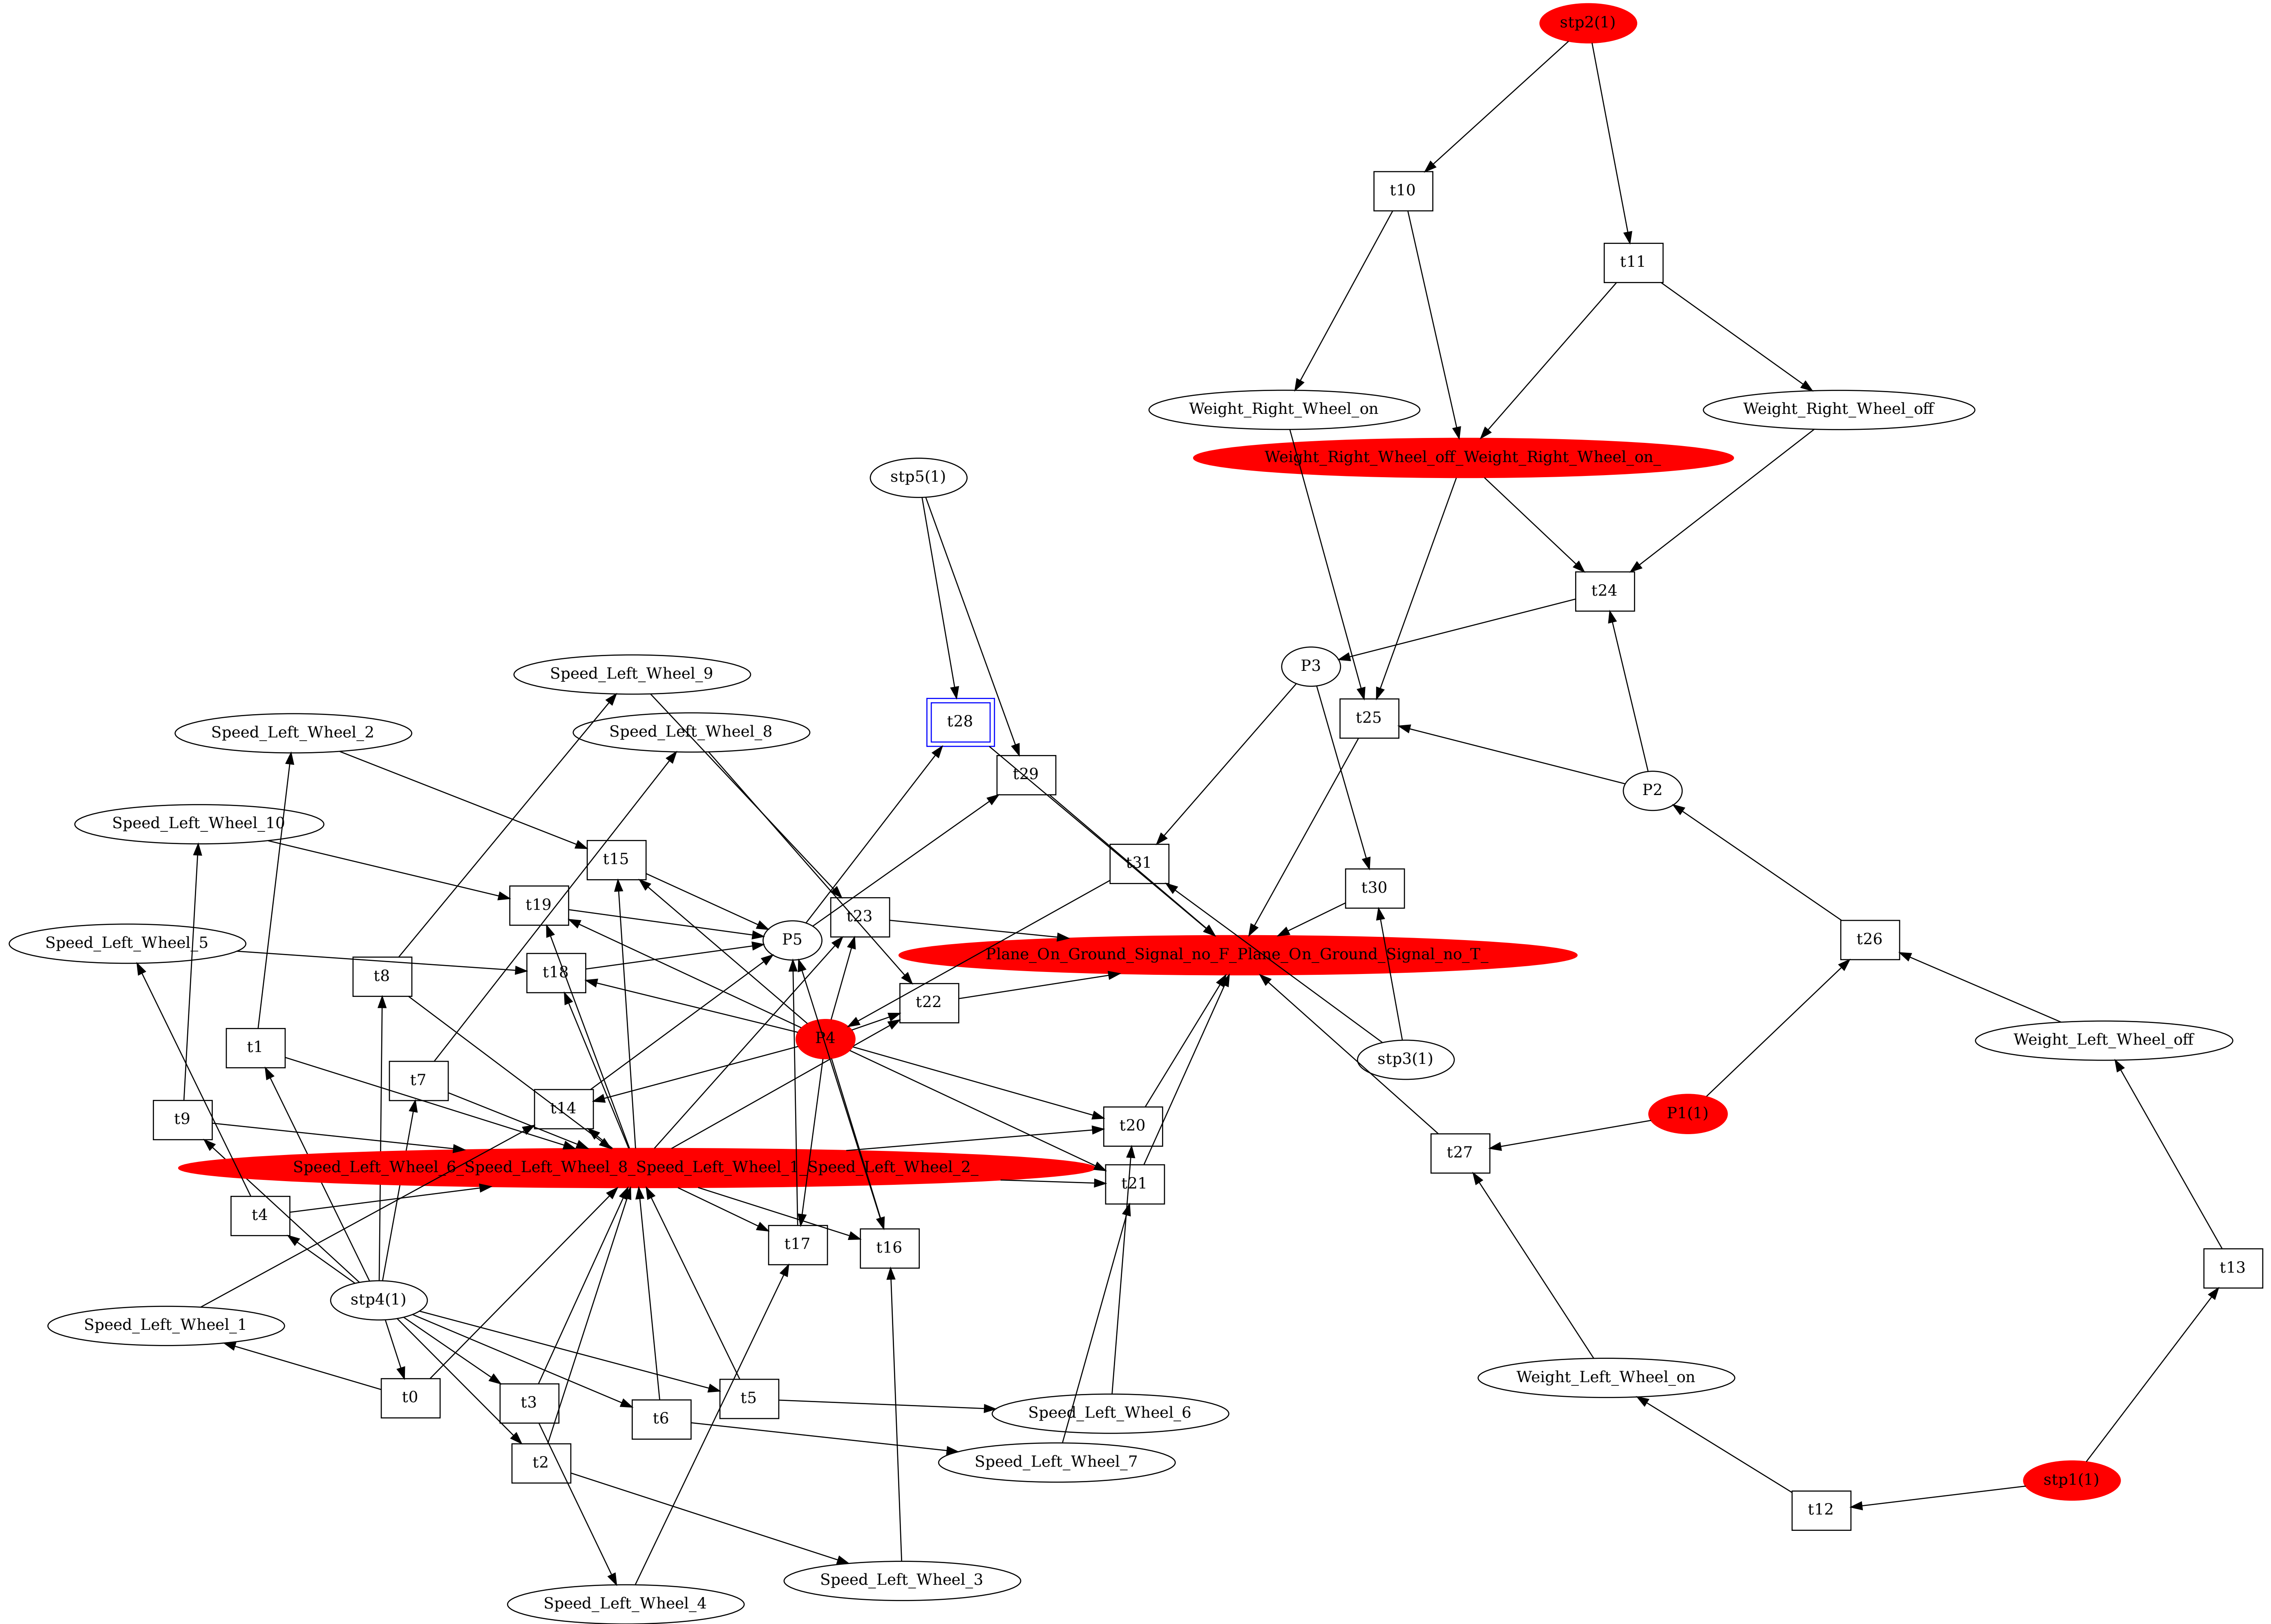 stp2(1)
t10
t11
Weight_Right_Wheel_on
Weight_Right_Wheel_off
Weight_Right_Wheel_off_Weight_Right_Wheel_on_
stp5(1)
t24
P3
Speed_Left_Wheel_9
t28
t25
Speed_Left_Wheel_2
Speed_Left_Wheel_8
t29
P2
Speed_Left_Wheel_10
t15
t31
t30
t19
t23
P5
t26
Speed_Left_Wheel_5
Plane_On_Ground_Signal_no_F_Plane_On_Ground_Signal_no_T_
t18
t8
t22
P4
Weight_Left_Wheel_off
t1
stp3(1)
t7
t14
P1(1)
t9
t20
t27
Speed_Left_Wheel_6_Speed_Left_Wheel_8_Speed_Left_Wheel_1_Speed_Left_Wheel_2_
t21
t4
t17
t16
t13
stp4(1)
Speed_Left_Wheel_1
Weight_Left_Wheel_on
t0
t3
t5
Speed_Left_Wheel_6
t6
t2
Speed_Left_Wheel_7
stp1(1)
t12
Speed_Left_Wheel_3
Speed_Left_Wheel_4